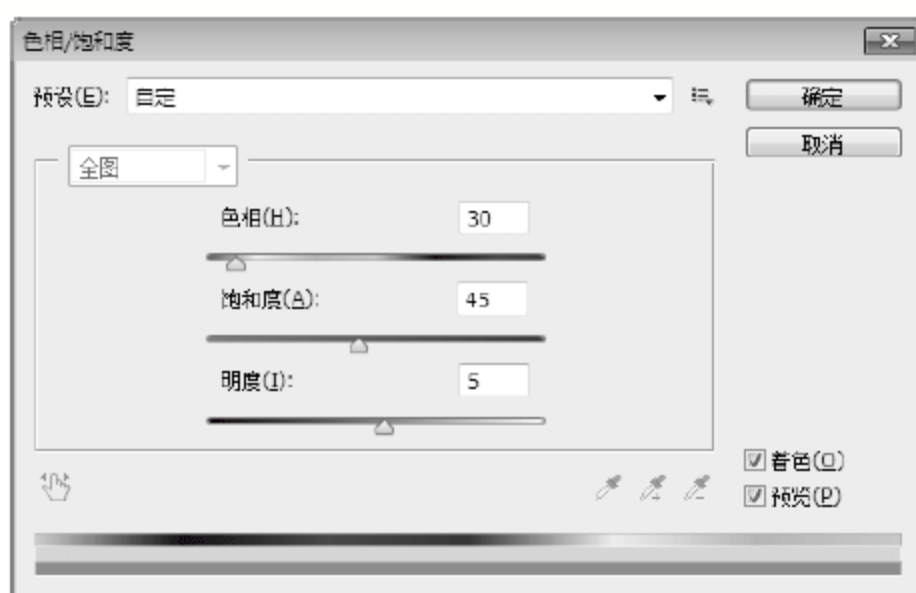 色相/饱和度
预设(E): 自定
确定
取消
全图
色相(H): 30
饱和度(A): 45
明度(I): 5
着色(O)
预览(P)